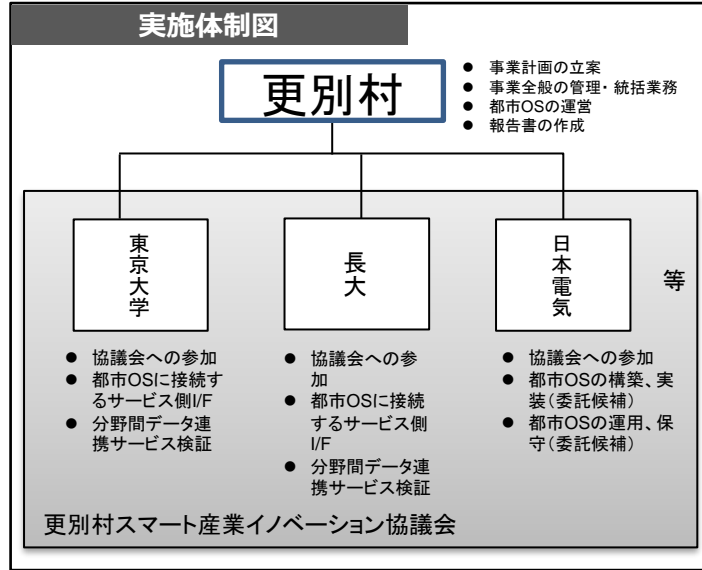 実施体制図
更別村
● 事業計画の立案
● 事業全般の管理・統括業務
● 都市OSの運営
● 報告書の作成
東京大学
● 協議会への参加
● 都市OSに接続す
るサービス側I/F
● 分野間データ連
携サービス検証
長大
● 協議会への参
加
● 都市OSに接続
するサービス側
I/F
● 分野間データ連
携サービス検証
日本電気
● 協議会への参加
● 都市OSの構築、実
装（委託候補）
● 都市OSの運用、保
守（委託候補）
等
更別村スマート産業イノベーション協議会